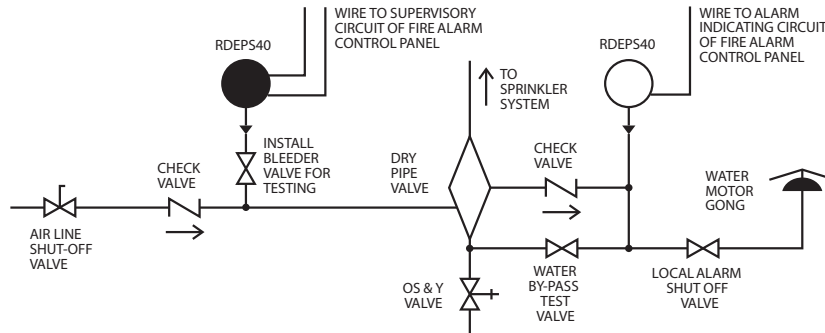 WIRE TO SUPERVISORY
CIRCUIT OF FIRE ALARM
CONTROL PANEL
RDEPS40
WIRE TO ALARM
INDICATING CIRCUIT
OF FIRE ALARM
CONTROL PANEL
RDEPS40
TO
SPRINKLER
SYSTEM
INSTALL
BLEEDER
VALVE FOR
TESTING
CHECK
VALVE
DRY
PIPE
VALVE
CHECK
VALVE
WATER
MOTOR
GONG
AIR LINE
SHUT-OFF
VALVE
OS & Y
VALVE
WATER
BY-PASS
TEST
VALVE
LOCAL ALARM
SHUT OFF
VALVE